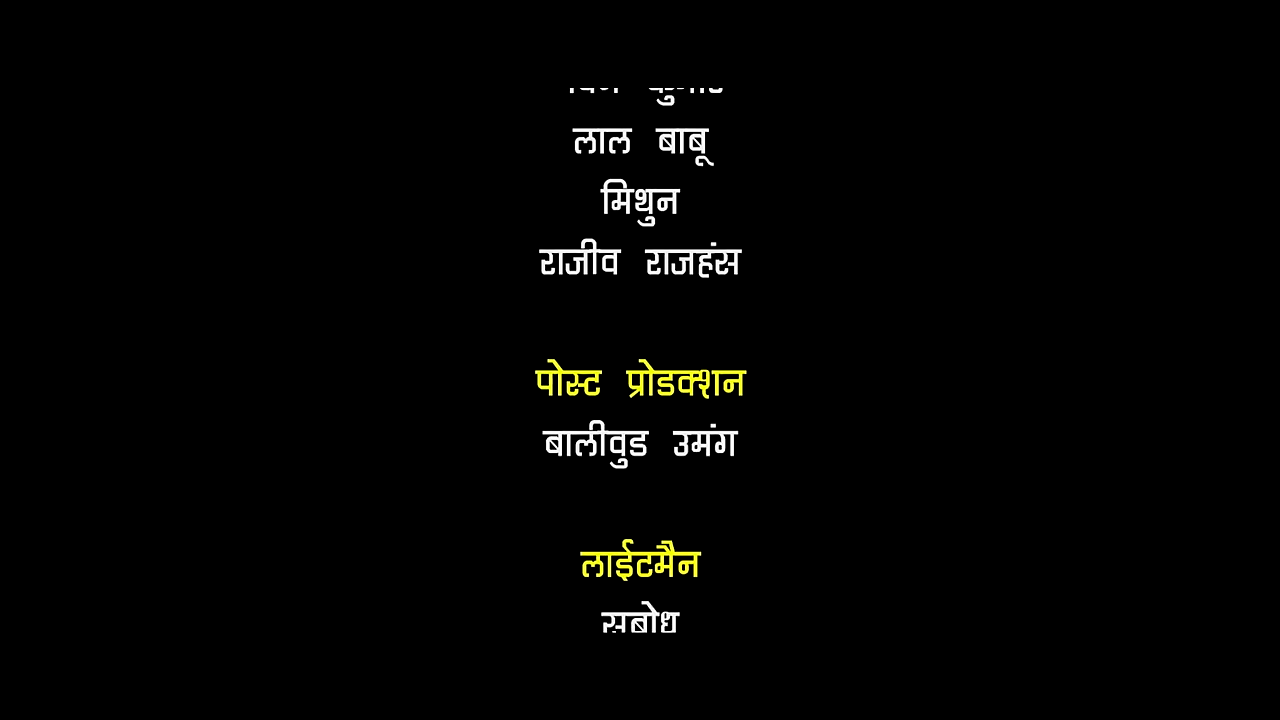 कुमार
लाल बाबू
मिथुन
राजीव राजहंस
पोस्ट प्रोडक्शन
बालीवुड उमंग
लाईटमैन
सुबोध